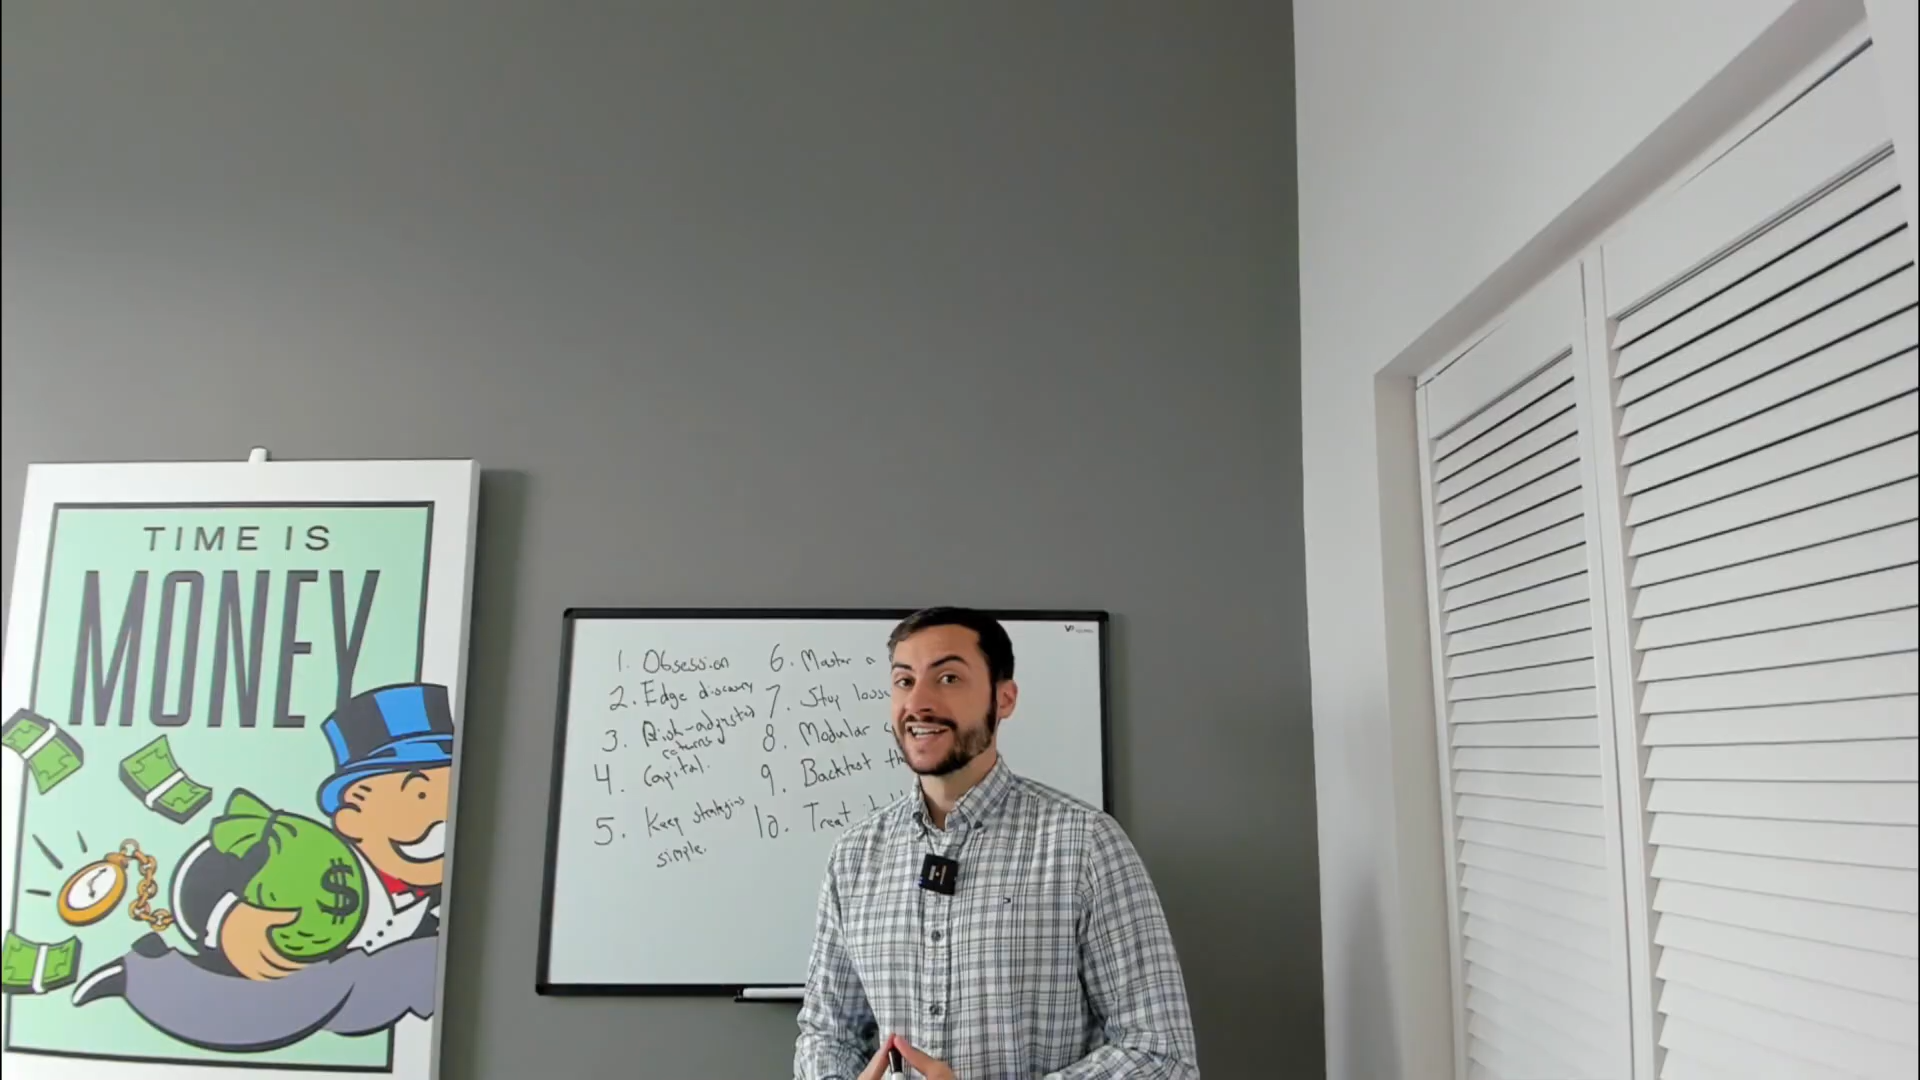 TIME IS
MONEY
$
1. Obsession
2. Edge discovery
3. Risk-adjusted
returns
4. Capital.
5. Keep strategies
simple.
6. Master a
7. Stop
8. Modular
9. Backtest
10. Treat